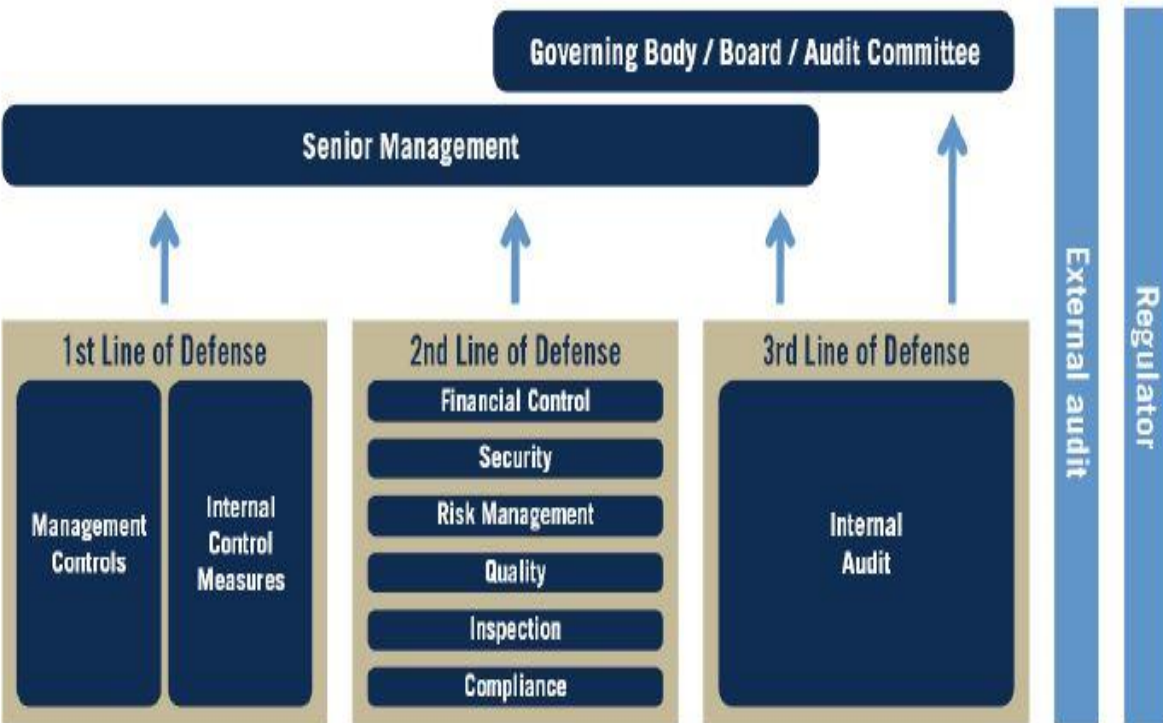 Governing Body / Board / Audit Committee
Senior Management
1st Line of Defense
Management
Controls
Internal
Control
Measures
2nd Line of Defense
Financial Control
Security
Risk Management
Quality
Inspection
Compliance
3rd Line of Defense
Internal
Audit
External audit
Regulator